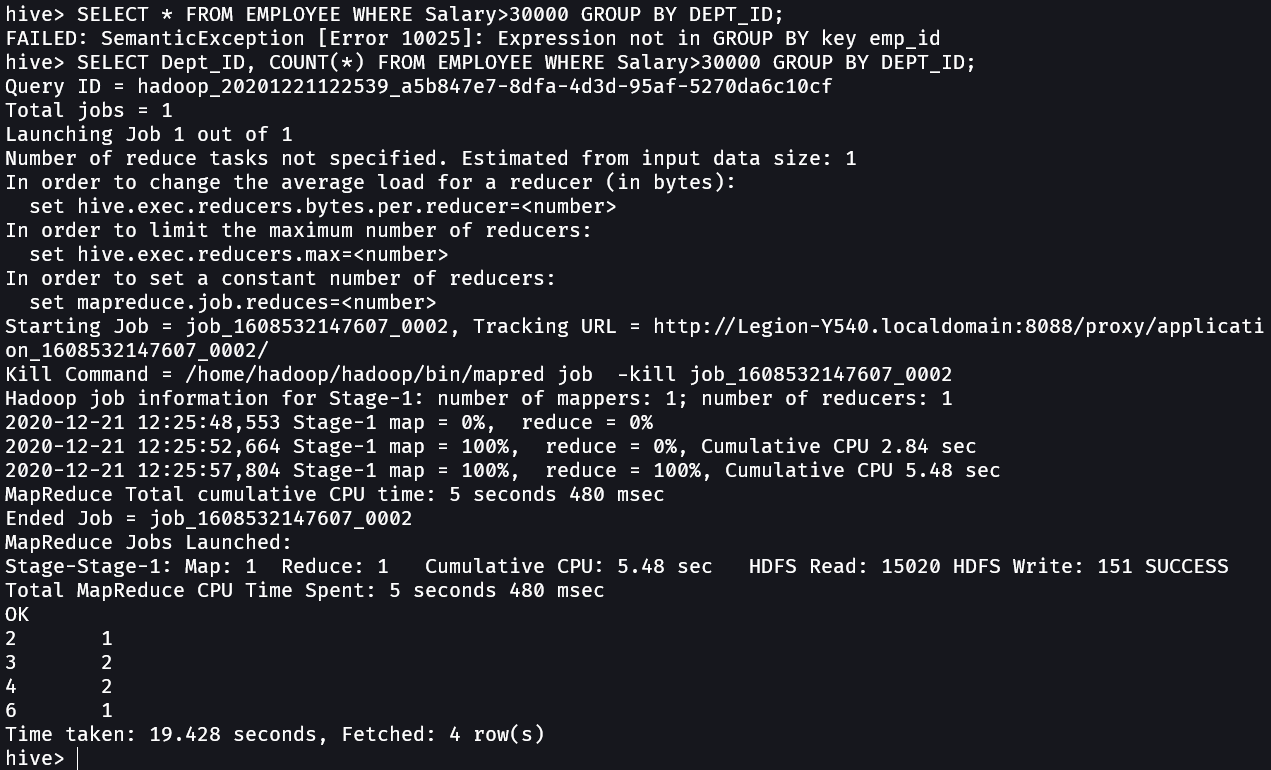 hive> SELECT * FROM EMPLOYEE WHERE Salary>30000 GROUP BY DEPT_ID;
FAILED: SemanticException [Error 10025]: Expression not in GROUP BY key emp_id
hive> SELECT Dept_ID, COUNT(*) FROM EMPLOYEE WHERE Salary>30000 GROUP BY DEPT_ID;
Query ID = hadoop_20201221122539_a5b847e7-8dfa-4d3d-95af-5270da6c10cf
Total jobs = 1
Launching Job 1 out of 1
Number of reduce tasks not specified. Estimated from input data size: 1
In order to change the average load for a reducer (in bytes):
  set hive.exec.reducers.bytes.per.reducer=<number>
In order to limit the maximum number of reducers:
  set hive.exec.reducers.max=<number>
In order to set a constant number of reducers:
  set mapreduce.job.reduces=<number>
Starting Job = job_1608532147607_0002, Tracking URL = http://Legion-Y540.localdomain:8088/proxy/applicati
on_1608532147607_0002/
Kill Command = /home/hadoop/hadoop/bin/mapred job  -kill job_1608532147607_0002
Hadoop job information for Stage-1: number of mappers: 1; number of reducers: 1
2020-12-21 12:25:48,553 Stage-1 map = 0%,  reduce = 0%
2020-12-21 12:25:52,664 Stage-1 map = 100%,  reduce = 0%, Cumulative CPU 2.84 sec
2020-12-21 12:25:57,804 Stage-1 map = 100%,  reduce = 100%, Cumulative CPU 5.48 sec
MapReduce Total cumulative CPU time: 5 seconds 480 msec
Ended Job = job_1608532147607_0002
MapReduce Jobs Launched:
Stage-Stage-1: Map: 1  Reduce: 1   Cumulative CPU: 5.48 sec   HDFS Read: 15020 HDFS Write: 151 SUCCESS
Total MapReduce CPU Time Spent: 5 seconds 480 msec
OK
2       1
3       2
4       2
6       1
Time taken: 19.428 seconds, Fetched: 4 row(s)
hive>